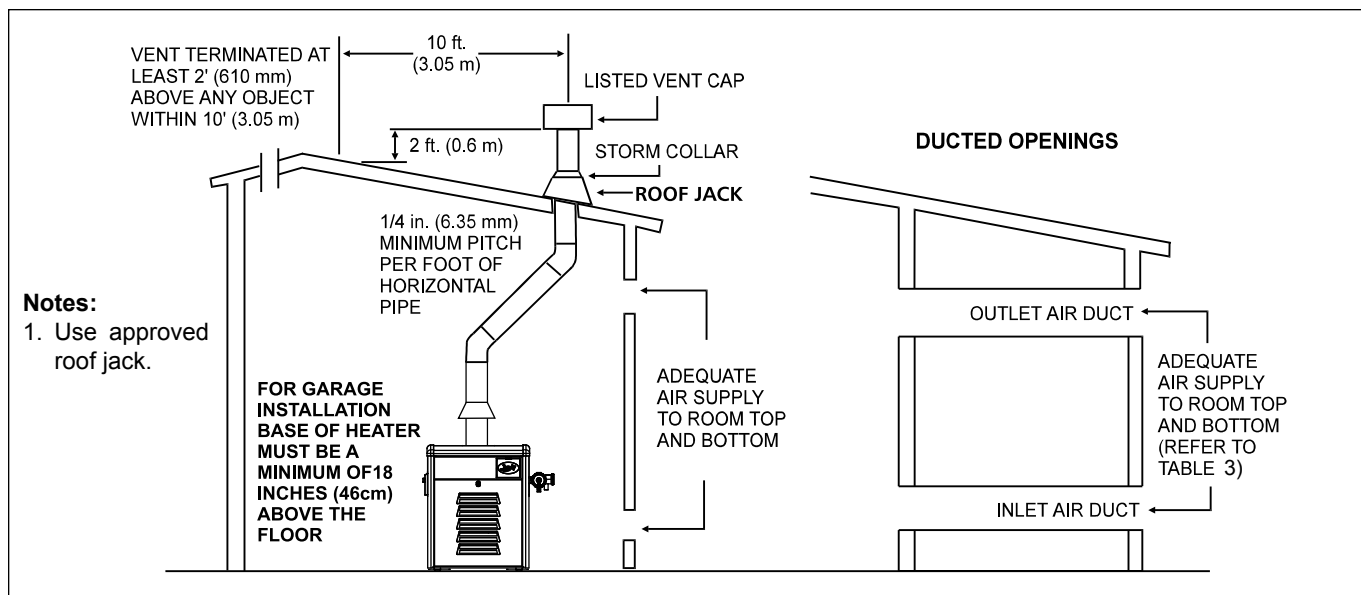 VENT TERMINATED AT
LEAST 2' (610 mm)
ABOVE ANY OBJECT
WITHIN 10' (3.05 m)
10 ft.
(3.05 m)
LISTED VENT CAP
2 ft. (0.6 m)
STORM COLLAR
ROOF JACK
DUCTED OPENINGS
1/4 in. (6.35 mm)
MINIMUM PITCH
PER FOOT OF
HORIZONTAL
PIPE
Notes:
1. Use approved
roof jack.
FOR GARAGE
INSTALLATION
BASE OF HEATER
MUST BE A
MINIMUM OF18
INCHES (46cm)
ABOVE THE
FLOOR
ADEQUATE
AIR SUPPLY
TO ROOM TOP
AND BOTTOM
OUTLET AIR DUCT
ADEQUATE
AIR SUPPLY
TO ROOM TOP
AND BOTTOM
(REFER TO
TABLE 3)
INLET AIR DUCT